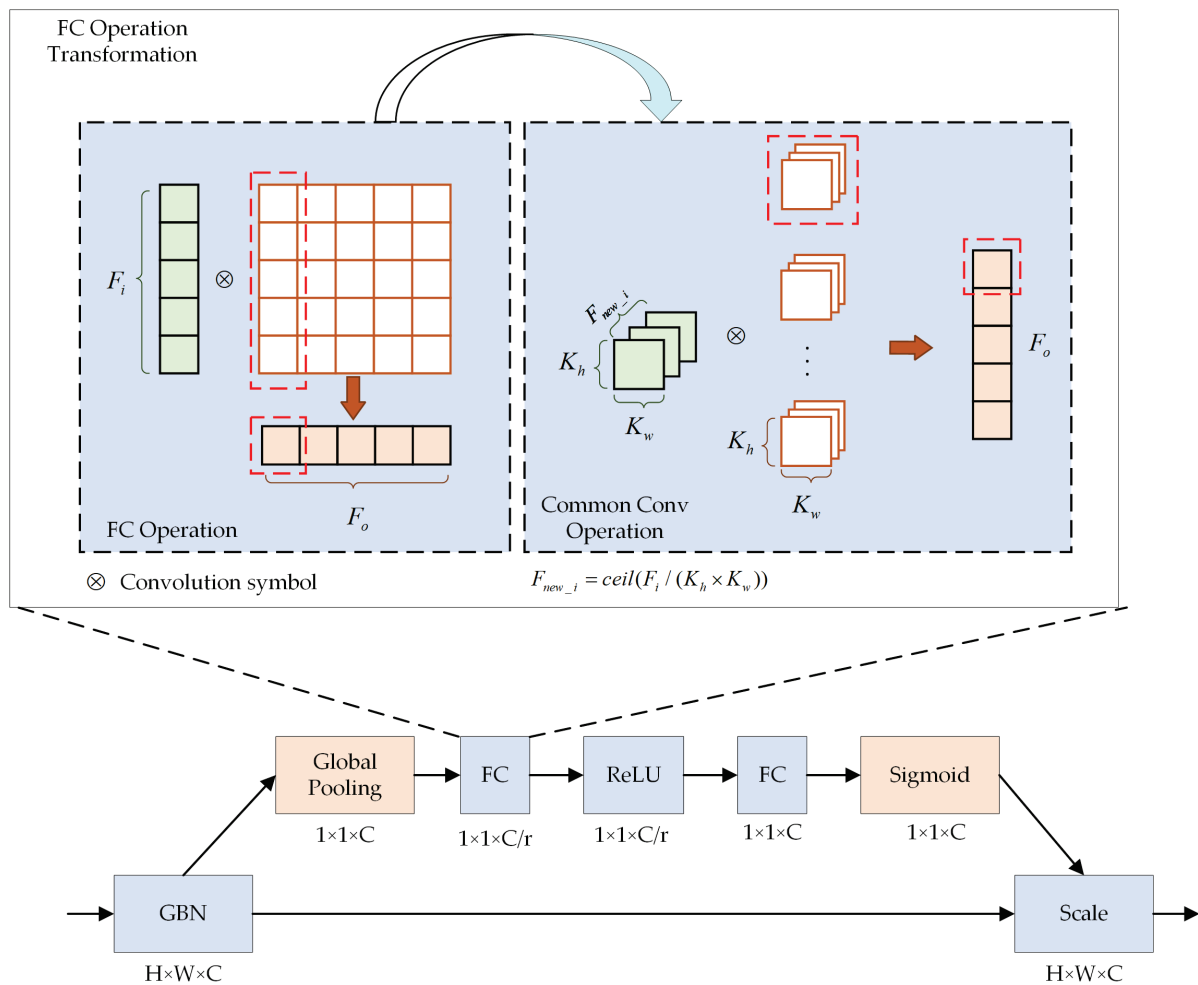 FC Operation
Transformation
F_i
⊗
F_o
FC Operation
F_new_i
K_h
K_w
⊗
⋮
K_h
K_w
F_o
Common Conv
Operation
⊗ Convolution symbol
F_new_i = ceil(F_i / (K_h × K_w))
Global
Pooling
FC
ReLU
FC
Sigmoid
1×1×C
1×1×C/r
1×1×C/r
1×1×C
1×1×C
GBN
Scale
H×W×C
H×W×C